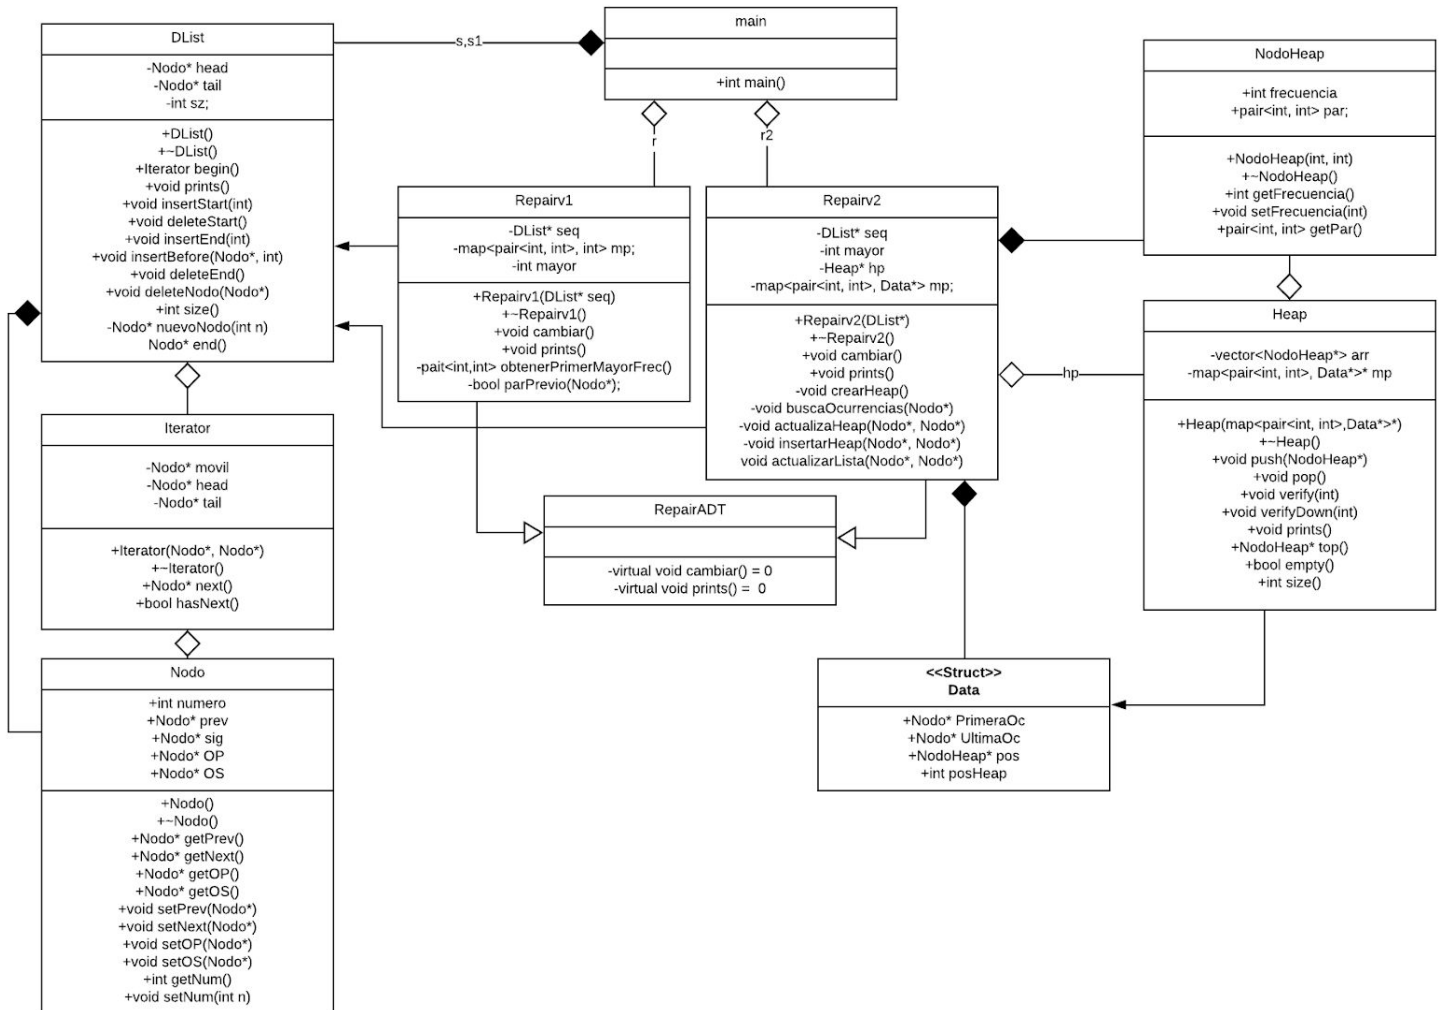 DList
-Nodo* head
-Nodo* tail
-int sz;
+DList()
+~DList()
+Iterator begin()
+void prints()
+void insertStart(int)
+void deleteStart()
+void insertEnd(int)
+void insertBefore(Nodo*, int)
+void deleteEnd()
+void deleteNodo(Nodo*)
+int size()
-Nodo* nuevoNodo(int n)
Nodo* end()
s,s1
main
+int main()
r
r2
Repairv1
-DList* seq
-map<pair<int, int>, int> mp;
-int mayor
+Repairv1(DList* seq)
+~Repairv1()
+void cambiar()
+void prints()
-pait<int,int> obtenerPrimerMayorFrec()
-bool parPrevio(Nodo*);
Repairv2
-DList* seq
-int mayor
-Heap* hp
-map<pair<int, int>, Data*> mp;
+Repairv2(DList*)
+~Repairv2()
+void cambiar()
+void prints()
-void crearHeap()
-void buscaOcurrencias(Nodo*)
-void actualizaHeap(Nodo*, Nodo*)
-void insertarHeap(Nodo*, Nodo*)
void actualizarLista(Nodo*, Nodo*)
NodoHeap
+int frecuencia
+pair<int, int> par;
+NodoHeap(int, int)
+~NodoHeap()
+int getFrecuencia()
+void setFrecuencia(int)
+pair<int, int> getPar()
hp
Heap
-vector<NodoHeap*> arr
-map<pair<int, int>, Data*>* mp
+Heap(map<pair<int, int>,Data*>*)
+~Heap()
+void push(NodoHeap*)
+void pop()
+void verify(int)
+void verifyDown(int)
+void prints()
+NodoHeap* top()
+bool empty()
+int size()
Iterator
-Nodo* movil
-Nodo* head
-Nodo* tail
+Iterator(Nodo*, Nodo*)
+~Iterator()
+Nodo* next()
+bool hasNext()
RepairADT
-virtual void cambiar() = 0
-virtual void prints() =  0
Nodo
+int numero
+Nodo* prev
+Nodo* sig
+Nodo* OP
+Nodo* OS
+Nodo()
+~Nodo()
+Nodo* getPrev()
+Nodo* getNext()
+Nodo* getOP()
+Nodo* getOS()
+void setPrev(Nodo*)
+void setNext(Nodo*)
+void setOP(Nodo*)
+void setOS(Nodo*)
+int getNum()
+void setNum(int n)
<<Struct>>
Data
+Nodo* PrimeraOc
+Nodo* UltimaOc
+NodoHeap* pos
+int posHeap